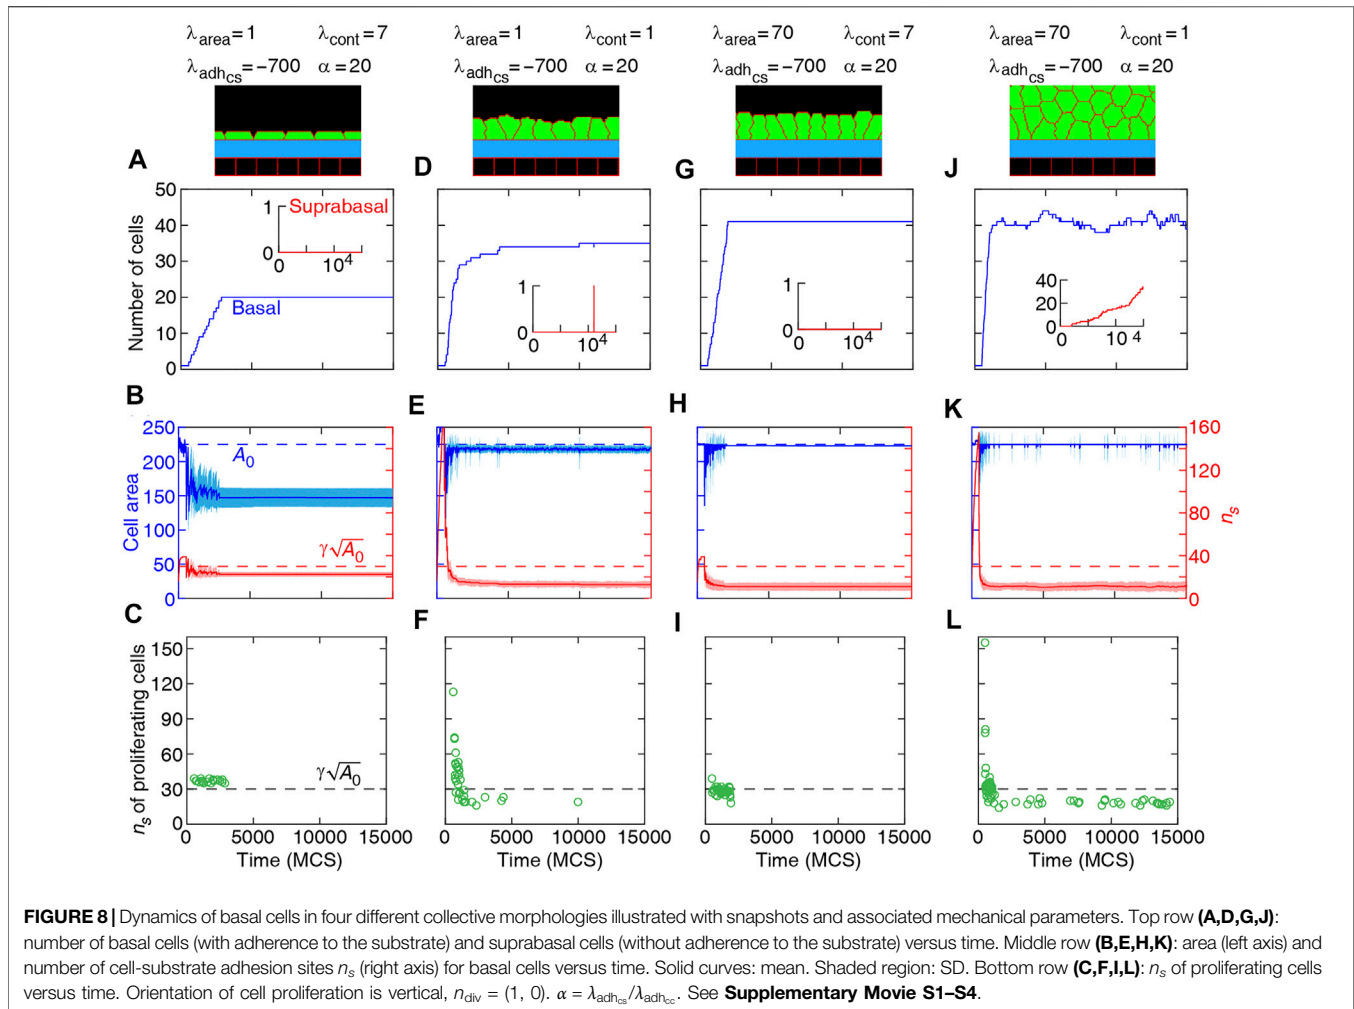 λarea=1 λcont=7
λadhcs=−700 α=20
λarea=1 λcont=1
λadhcs=−700 α=20
λarea=70 λcont=7
λadhcs=−700 α=20
λarea=70 λcont=1
λadhcs=−700 α=20
A
D
G
J
Number of cells
50
40
30
20
10
0
1
Suprabasal
0
0 10⁴
Basal
1
0
0 10⁴
1
0
0 10⁴
40
20
0
0 10⁴
B
E
H
K
Cell area
250
200
150
100
50
0
A₀
γ√A₀
160
120
80
40
0
nₛ
C
F
I
L
nₛ of proliferating cells
150
120
90
60
30
0
γ√A₀
0 5000 10000 15000
Time (MCS)
0 5000 10000 15000
Time (MCS)
0 5000 10000 15000
Time (MCS)
0 5000 10000 15000
Time (MCS)
FIGURE 8 | Dynamics of basal cells in four different collective morphologies illustrated with snapshots and associated mechanical parameters. Top row (A,D,G,J):
number of basal cells (with adherence to the substrate) and suprabasal cells (without adherence to the substrate) versus time. Middle row (B,E,H,K): area (left axis) and
number of cell-substrate adhesion sites nₛ (right axis) for basal cells versus time. Solid curves: mean. Shaded region: SD. Bottom row (C,F,I,L): nₛ of proliferating cells
versus time. Orientation of cell proliferation is vertical, ndiv = (1, 0). α = λadhcs/λadhcc. See Supplementary Movie S1–S4.